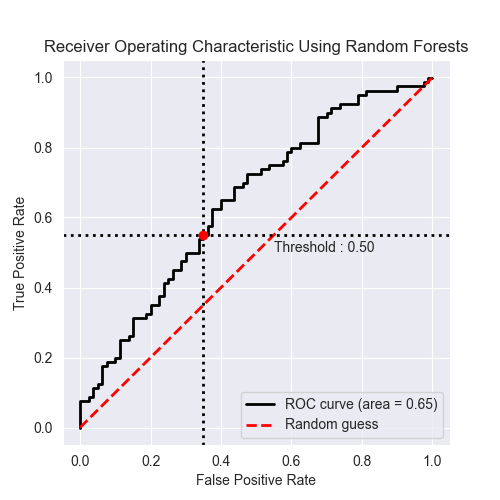 Receiver Operating Characteristic Using Random Forests
True Positive Rate
1.0
0.8
0.6
0.4
0.2
0.0
Threshold : 0.50
ROC curve (area = 0.65)
Random guess
0.0 0.2 0.4 0.6 0.8 1.0
False Positive Rate